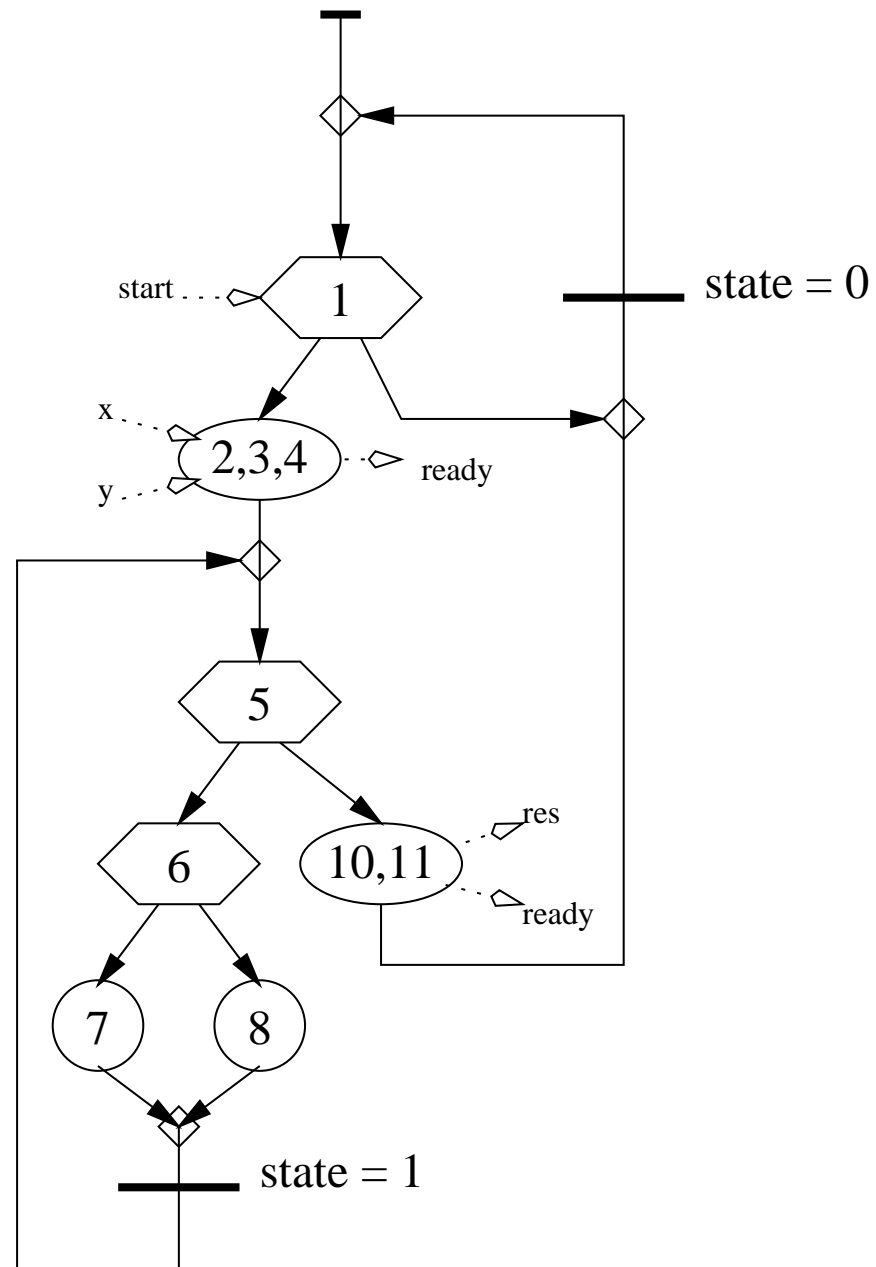 start
1
state = 0
x
2,3,4
y
ready
5
6
10,11
res
ready
7
8
state = 1